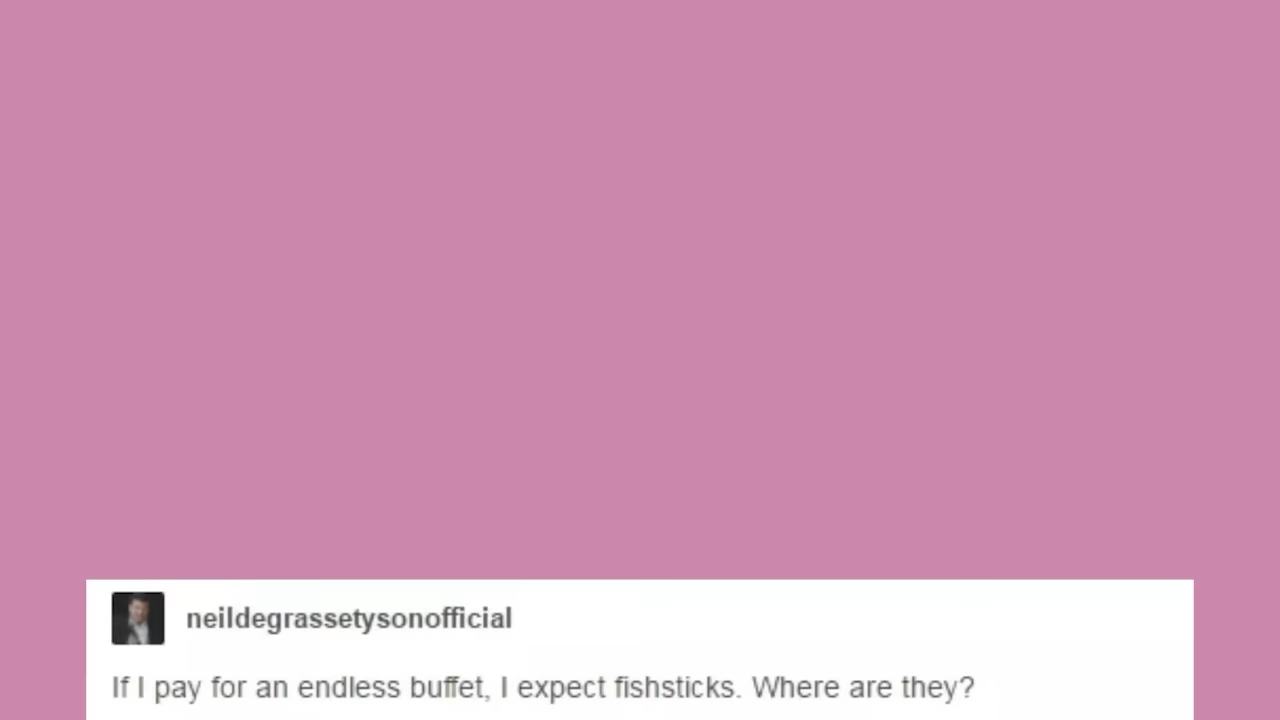 neildegrassetysonofficial
If I pay for an endless buffet, I expect fishsticks. Where are they?